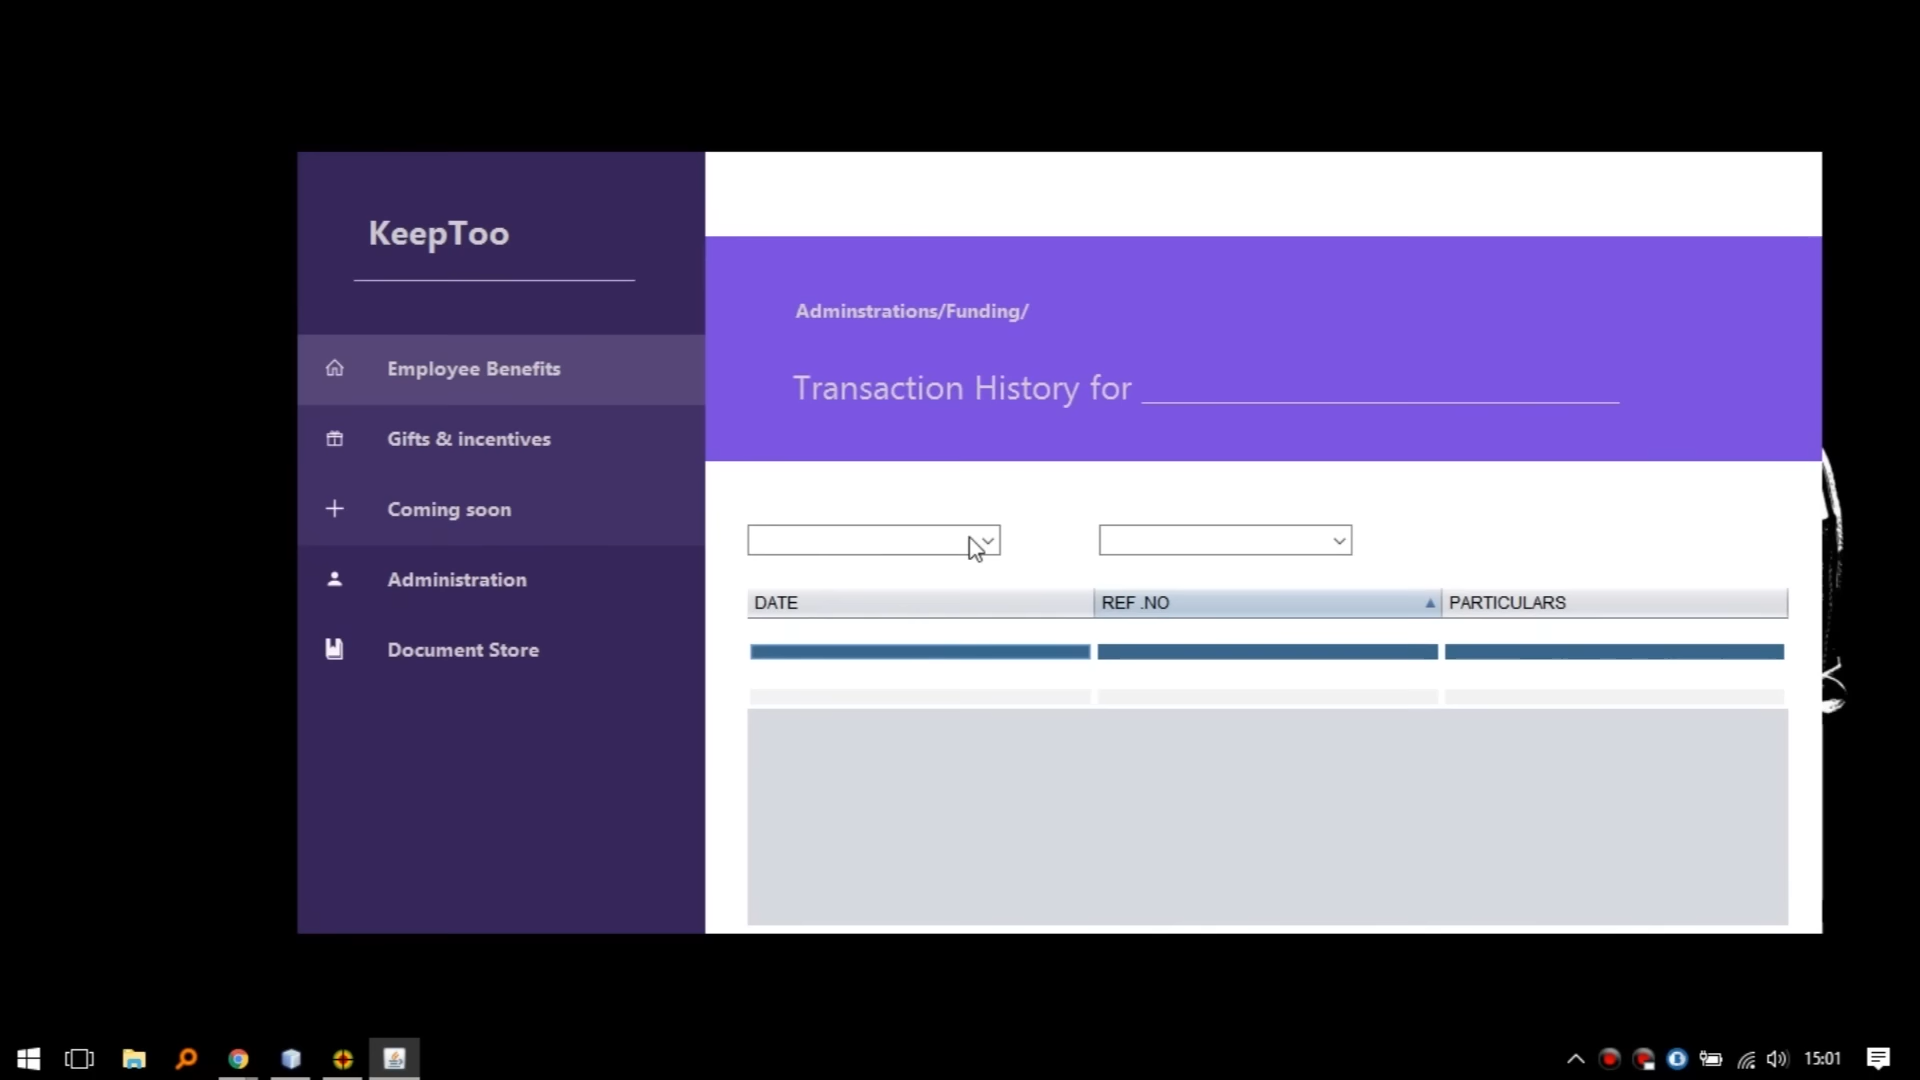 KeepToo
Employee Benefits
Gifts & incentives
Coming soon
Administration
Document Store
Adminstrations/Funding/
Transaction History for
DATE
REF .NO
PARTICULARS
15:01